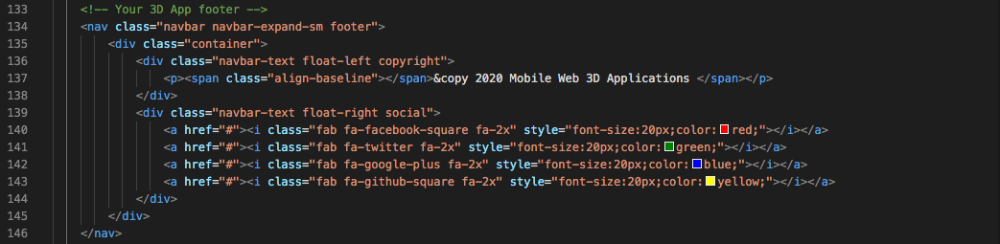 133 <!-- Your 3D App footer -->
134 <nav class="navbar navbar-expand-sm footer">
135 <div class="container">
136 <div class="navbar-text float-left copyright">
137 <p><span class="align-baseline"></span>&copy 2020 Mobile Web 3D Applications </span></p>
138 </div>
139 <div class="navbar-text float-right social">
140 <a href="#"><i class="fab fa-facebook-square fa-2x" style="font-size:20px;color:red;"></i></a>
141 <a href="#"><i class="fab fa-twitter fa-2x" style="font-size:20px;color:green;"></i></a>
142 <a href="#"><i class="fab fa-google-plus fa-2x" style="font-size:20px;color:blue;"></i></a>
143 <a href="#"><i class="fab fa-github-square fa-2x" style="font-size:20px;color:yellow;"></i></a>
144 </div>
145 </div>
146 </nav>